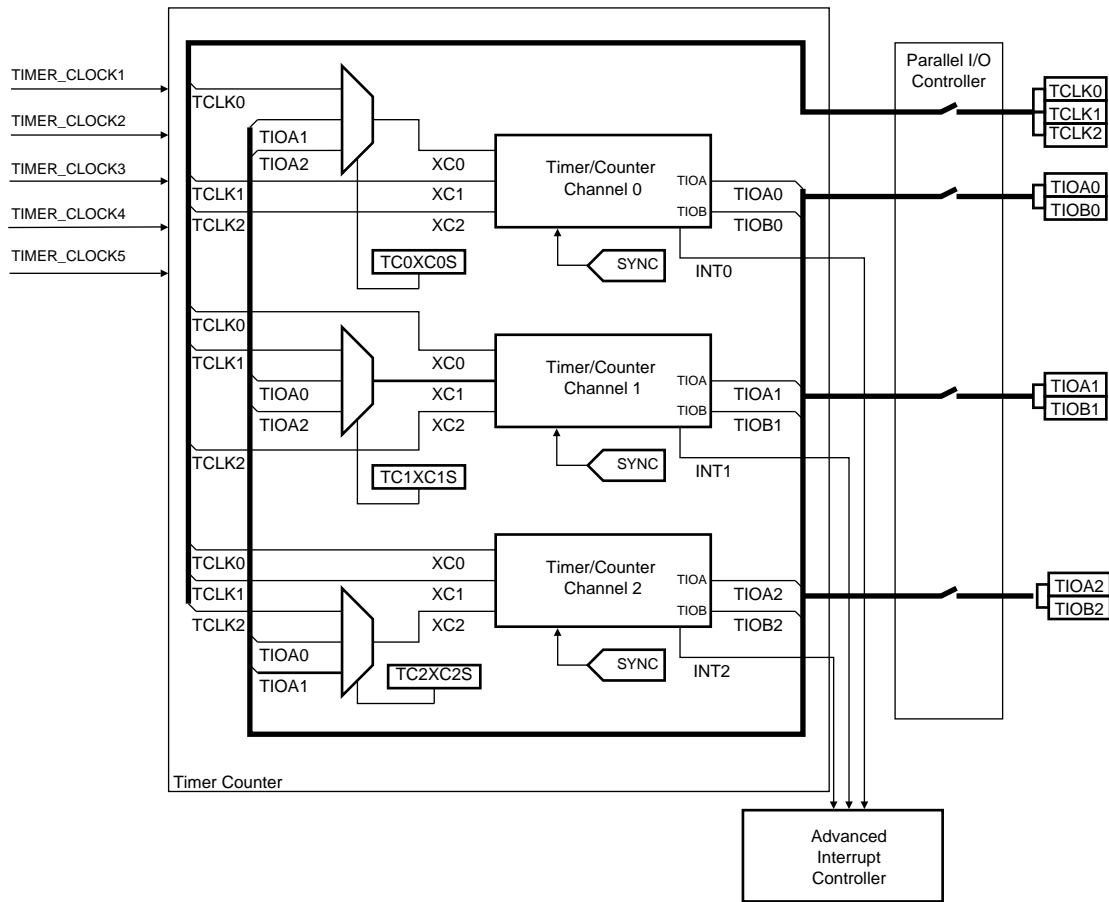 Parallel I/O
Controller
TIMER_CLOCK1
TCLK0
TCLK0
TCLK1
TIMER_CLOCK2
TIOA1
TCLK2
TIOA2
XC0
Timer/Counter
Channel 0
TIMER_CLOCK3
TIOA
TIOA0
TIOA0
TCLK1
XC1
TIMER_CLOCK4
TIOB
TIOB0
TIOB0
TCLK2
XC2
TIMER_CLOCK5
TC0XC0S
SYNC
INT0
TCLK0
TCLK1
XC0
Timer/Counter
Channel 1
TIOA
TIOA1
TIOA1
TIOA0
XC1
TIOB
TIOB1
TIOB1
TIOA2
XC2
TCLK2
TC1XC1S
SYNC
INT1
TCLK0
XC0
Timer/Counter
Channel 2
TIOA
TIOA2
TIOA2
TCLK1
XC1
TIOB
TIOB2
TIOB2
TCLK2
XC2
TIOA0
TIOA1
TC2XC2S
SYNC
INT2
Timer Counter
Advanced
Interrupt
Controller